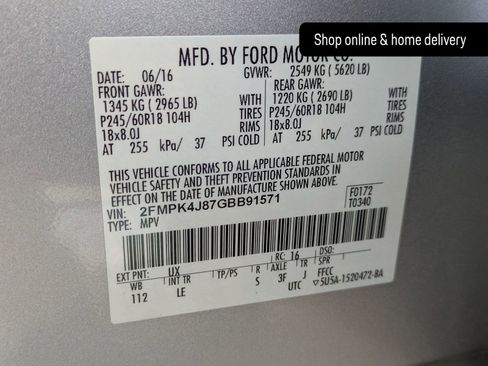 Shop online & home delivery
MFD. BY FORD MOTOR CO.
DATE: 06/16 GVWR: 2549 KG ( 5620 LB)
FRONT GAWR: REAR GAWR:
1345 KG ( 2965 LB) WITH 1220 KG ( 2690 LB) WITH
P245/60R18 104H TIRES P245/60R18 104H TIRES
18x8.0J RIMS 18x8.0J RIMS
AT 255 kPa/ 37 PSI COLD AT 255 kPa/ 37 PSI COLD
THIS VEHICLE CONFORMS TO ALL APPLICABLE FEDERAL MOTOR
VEHICLE SAFETY AND THEFT PREVENTION STANDARDS IN
EFFECT ON THE DATE OF MANUFACTURE SHOWN ABOVE.
VIN: 2FMPK4J87GBB91571 F0172
TYPE: MPV T0340
EXT PNT: UX RC: 16 DSO:
WB INT TR TP/PS R AXLE TR SPR
112 LE S 3F J FFCC
UTC ▽5U5A-1520472-BA